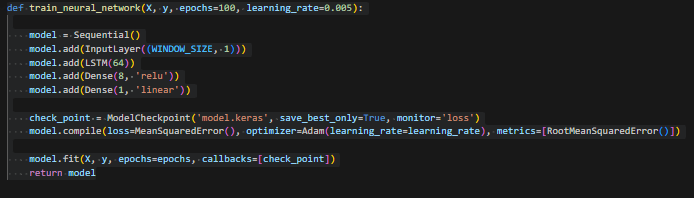 def train_neural_network(X, y, epochs=100, learning_rate=0.005):
model = Sequential()
model.add(InputLayer((WINDOW_SIZE, 1)))
model.add(LSTM(64))
model.add(Dense(8, 'relu'))
model.add(Dense(1, 'linear'))
check_point = ModelCheckpoint('model.keras', save_best_only=True, monitor='loss')
model.compile(loss=MeanSquaredError(), optimizer=Adam(learning_rate=learning_rate), metrics=[RootMeanSquaredError()])
model.fit(X, y, epochs=epochs, callbacks=[check_point])
return model